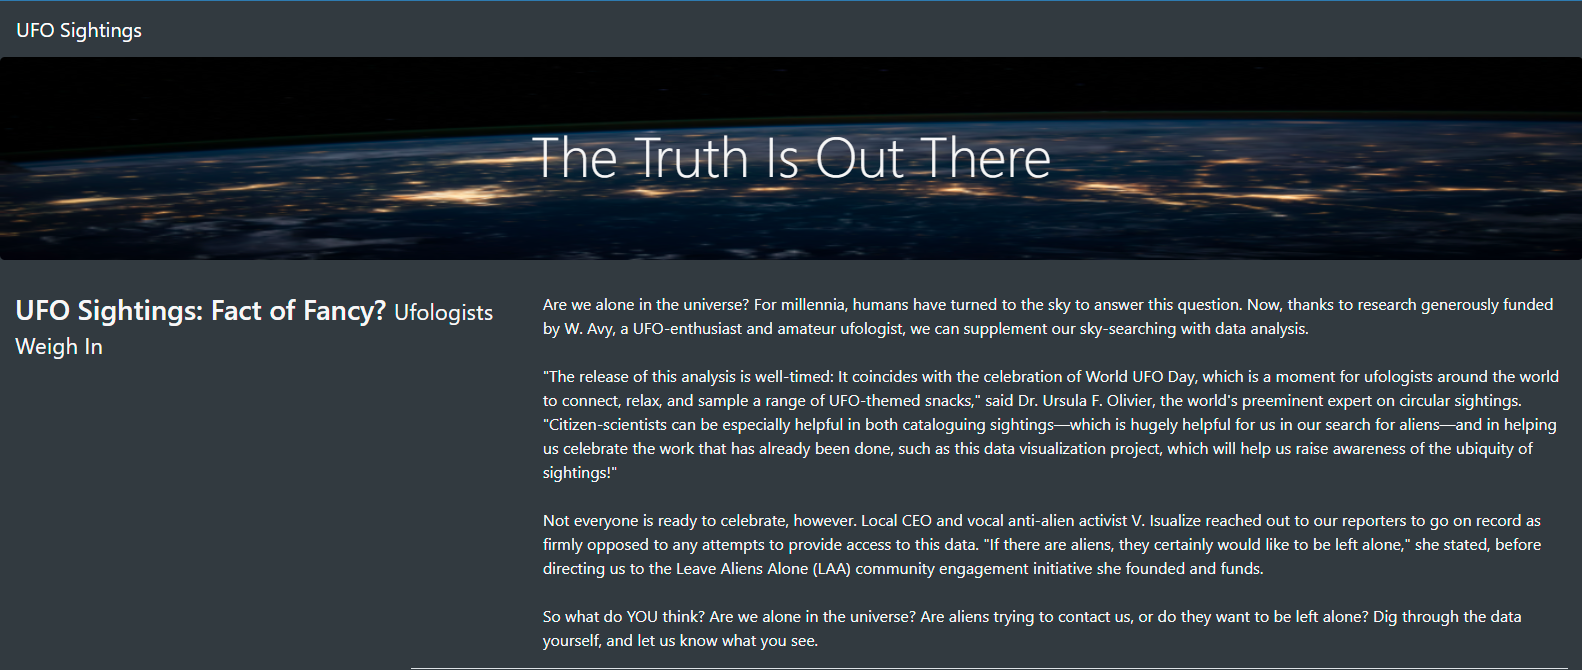 UFO Sightings
The Truth Is Out There
UFO Sightings: Fact of Fancy? Ufologists
Weigh In
Are we alone in the universe? For millennia, humans have turned to the sky to answer this question. Now, thanks to research generously funded
by W. Avy, a UFO-enthusiast and amateur ufologist, we can supplement our sky-searching with data analysis.
"The release of this analysis is well-timed: It coincides with the celebration of World UFO Day, which is a moment for ufologists around the world
to connect, relax, and sample a range of UFO-themed snacks," said Dr. Ursula F. Olivier, the world's preeminent expert on circular sightings.
"Citizen-scientists can be especially helpful in both cataloguing sightings—which is hugely helpful for us in our search for aliens—and in helping
us celebrate the work that has already been done, such as this data visualization project, which will help us raise awareness of the ubiquity of
sightings!"
Not everyone is ready to celebrate, however. Local CEO and vocal anti-alien activist V. Isualize reached out to our reporters to go on record as
firmly opposed to any attempts to provide access to this data. "If there are aliens, they certainly would like to be left alone," she stated, before
directing us to the Leave Aliens Alone (LAA) community engagement initiative she founded and funds.
So what do YOU think? Are we alone in the universe? Are aliens trying to contact us, or do they want to be left alone? Dig through the data
yourself, and let us know what you see.